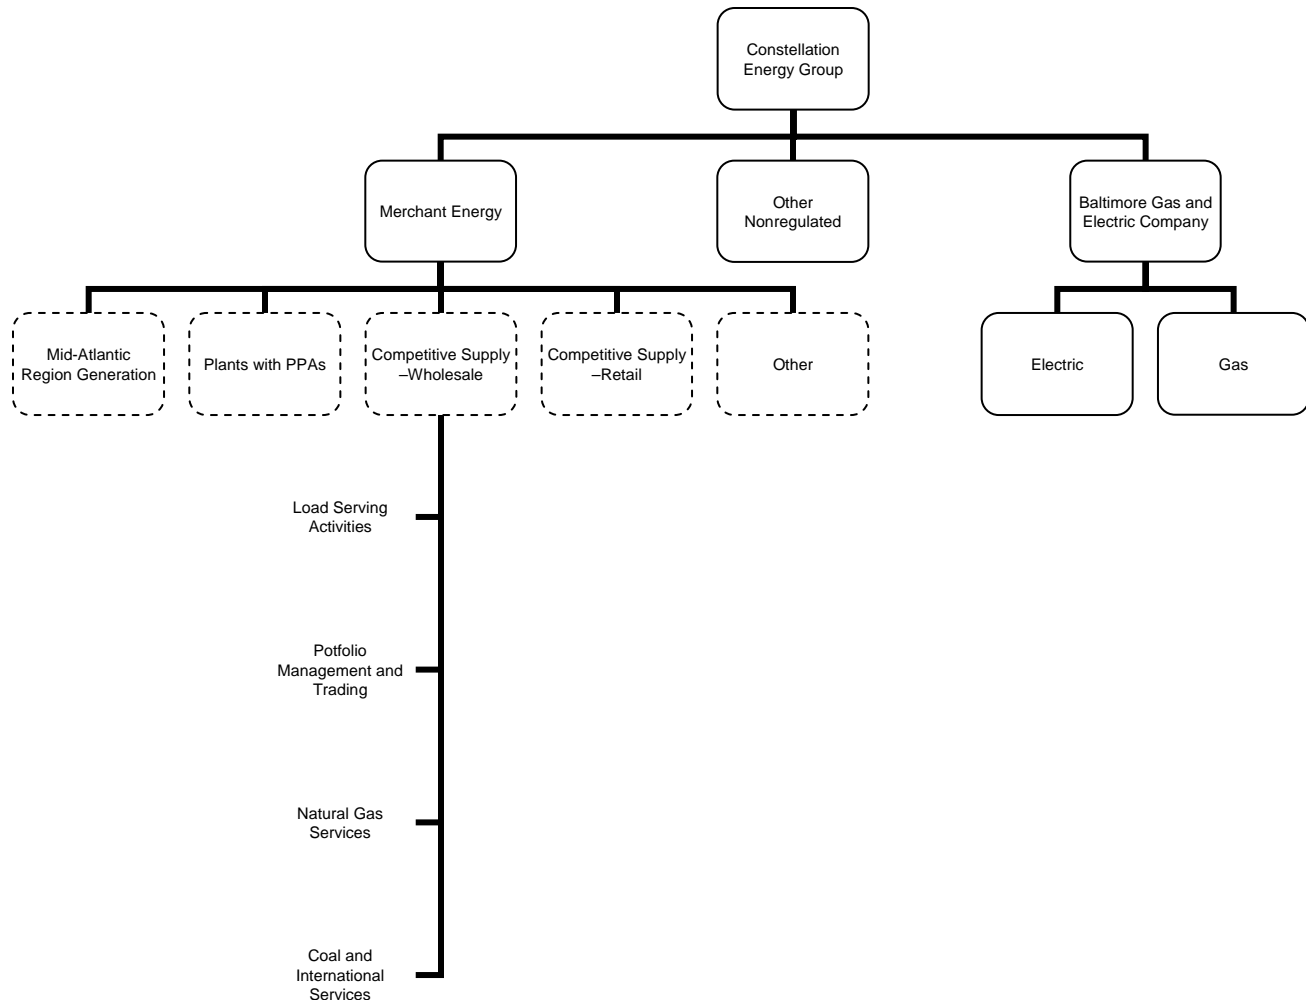 Constellation
Energy Group
Merchant Energy
Other
Nonregulated
Baltimore Gas and
Electric Company
Mid-Atlantic
Region Generation
Plants with PPAs
Competitive Supply
–Wholesale
Competitive Supply
–Retail
Other
Electric
Gas
Load Serving
Activities
Potfolio
Management and
Trading
Natural Gas
Services
Coal and
International
Services